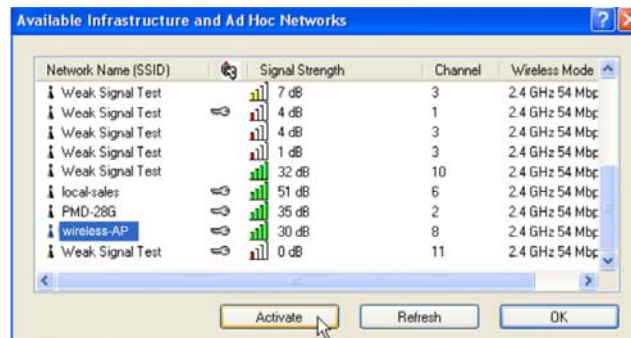 Available Infrastructure and Ad Hoc Networks
Network Name (SSID) Signal Strength Channel Wireless Mode
Weak Signal Test 7 dB 3 2.4 GHz 54 Mbp
Weak Signal Test 4 dB 1 2.4 GHz 54 Mbp
Weak Signal Test 4 dB 3 2.4 GHz 54 Mbp
Weak Signal Test 1 dB 3 2.4 GHz 54 Mbp
Weak Signal Test 32 dB 10 2.4 GHz 54 Mbp
local-sales 51 dB 6 2.4 GHz 54 Mbp
PMD-28G 35 dB 2 2.4 GHz 54 Mbp
wireless-AP 30 dB 8 2.4 GHz 54 Mbp
Weak Signal Test 0 dB 11 2.4 GHz 54 Mbp
Activate Refresh OK